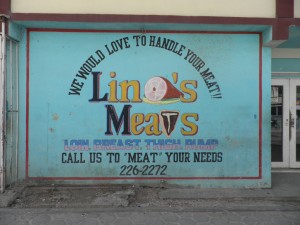 WE WOULD LOVE TO HANDLE YOUR MEAT!!
Lino's
Meats
LOIN, BREAST, THIGH, RUMP
CALL US TO "MEAT" YOUR NEEDS
226-2272